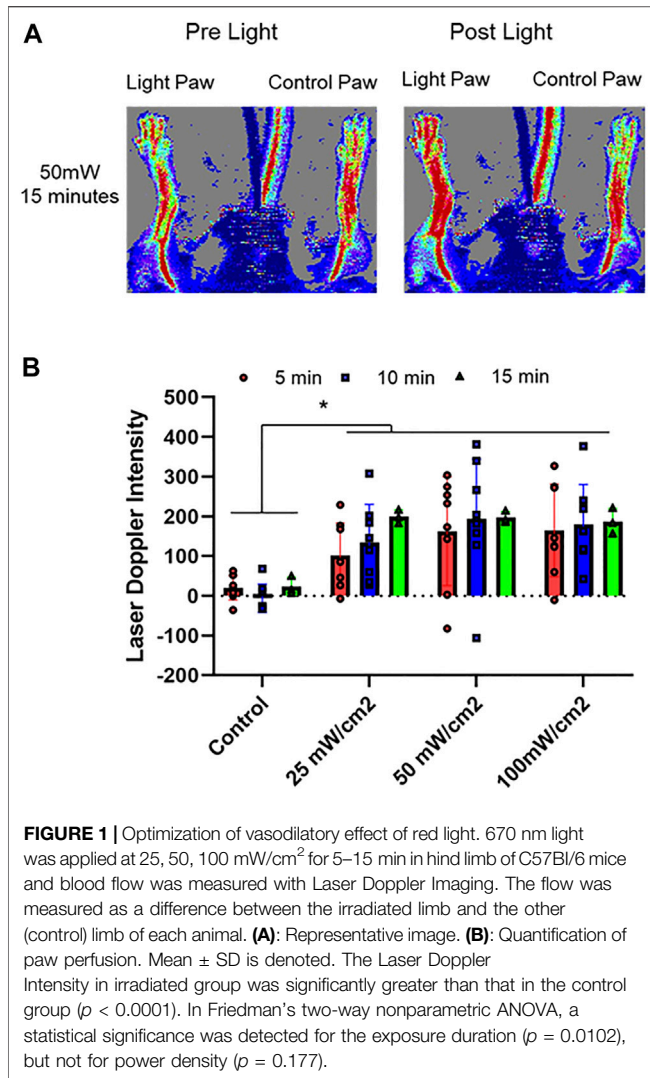 A
Pre Light
Post Light
Light Paw
Control Paw
Light Paw
Control Paw
50mW
15 minutes
B
5 min
10 min
15 min
*
Laser Doppler Intensity
500
400
300
200
100
0
-100
-200
Control
25 mW/cm2
50 mW/cm2
100mW/cm2
FIGURE 1 | Optimization of vasodilatory effect of red light. 670 nm light
was applied at 25, 50, 100 mW/cm² for 5–15 min in hind limb of C57Bl/6 mice
and blood flow was measured with Laser Doppler Imaging. The flow was
measured as a difference between the irradiated limb and the other
(control) limb of each animal. (A): Representative image. (B): Quantification of
paw perfusion. Mean ± SD is denoted. The Laser Doppler
Intensity in irradiated group was significantly greater than that in the control
group (p < 0.0001). In Friedman's two-way nonparametric ANOVA, a
statistical significance was detected for the exposure duration (p = 0.0102),
but not for power density (p = 0.177).